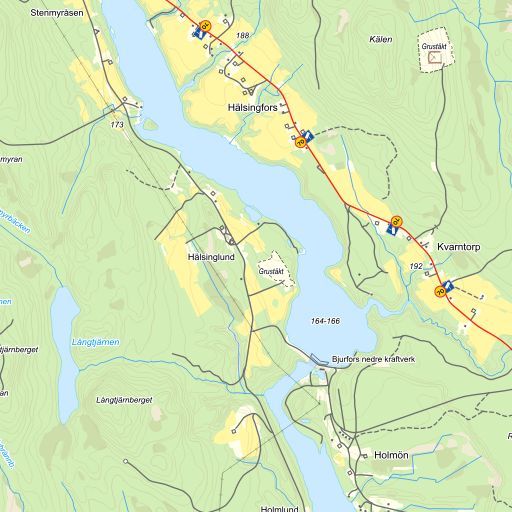 Stenmyråsen
188
Kälen
Grustäkt
Hälsingfors
173
myran
Kvarntorp
Hälsinglund
192
Grustäkt
164-166
Långtjärnen
Bjurfors nedre kraftverk
Långtjärnberget
Holmön
Holmlund